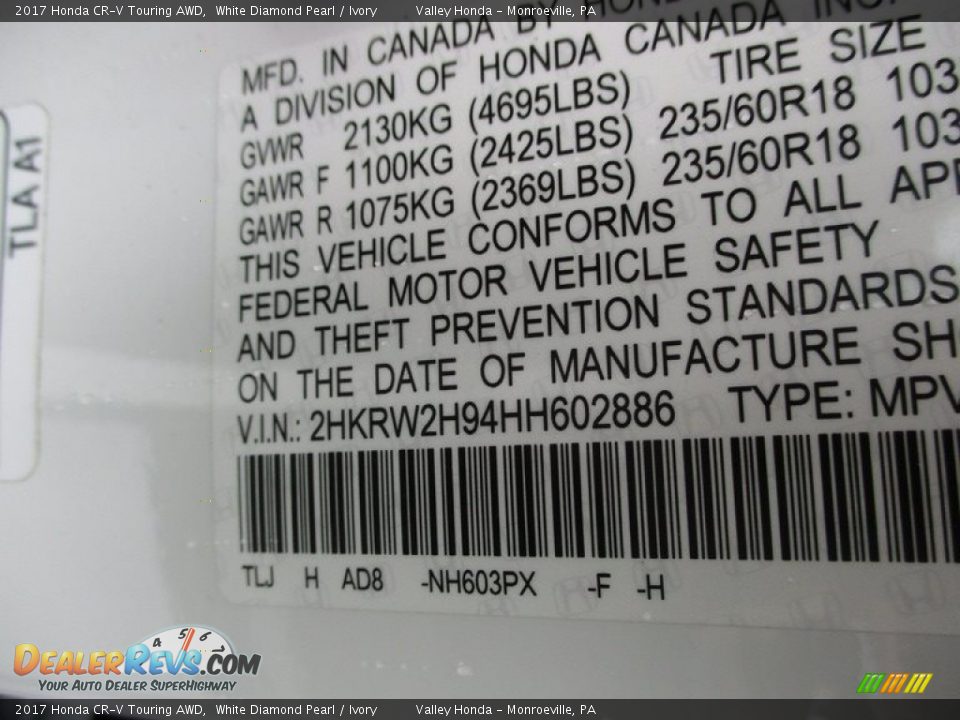 2017 Honda CR-V Touring AWD, White Diamond Pearl / Ivory Valley Honda - Monroeville, PA
MFD. IN CANADA BY HONDA
A DIVISION OF HONDA CANADA INC.
GVWR 2130KG (4695LBS) TIRE SIZE
GAWR F 1100KG (2425LBS) 235/60R18 103
GAWR R 1075KG (2369LBS) 235/60R18 103
THIS VEHICLE CONFORMS TO ALL APP
FEDERAL MOTOR VEHICLE SAFETY
AND THEFT PREVENTION STANDARDS
ON THE DATE OF MANUFACTURE SH
V.I.N.: 2HKRW2H94HH602886 TYPE: MPV
TLJ H AD8 -NH603PX -F -H
TLA A1
4 5 6
DEALERREVS.COM
YOUR AUTO DEALER SUPERHIGHWAY
2017 Honda CR-V Touring AWD, White Diamond Pearl / Ivory Valley Honda - Monroeville, PA